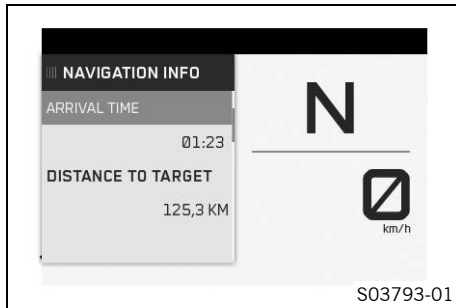 NAVIGATION INFO
ARRIVAL TIME
01:23
DISTANCE TO TARGET
125,3 KM
N
0
km/h
S03793-01